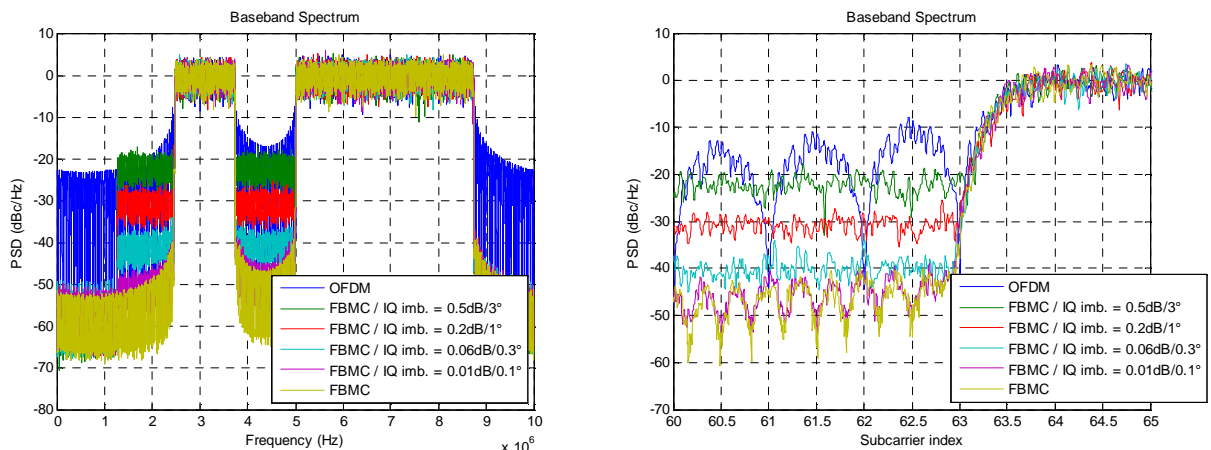 Baseband Spectrum
PSD (dBc/Hz)
10
0
-10
-20
-30
-40
-50
-60
-70
-80
0
1
2
3
4
5
6
7
8
9
10
x 10^6
Frequency (Hz)
OFDM
FBMC / IQ imb. = 0.5dB/3°
FBMC / IQ imb. = 0.2dB/1°
FBMC / IQ imb. = 0.06dB/0.3°
FBMC / IQ imb. = 0.01dB/0.1°
FBMC
Baseband Spectrum
PSD (dBc/Hz)
10
0
-10
-20
-30
-40
-50
-60
-70
60
60.5
61
61.5
62
62.5
63
63.5
64
64.5
65
Subcarrier index
OFDM
FBMC / IQ imb. = 0.5dB/3°
FBMC / IQ imb. = 0.2dB/1°
FBMC / IQ imb. = 0.06dB/0.3°
FBMC / IQ imb. = 0.01dB/0.1°
FBMC